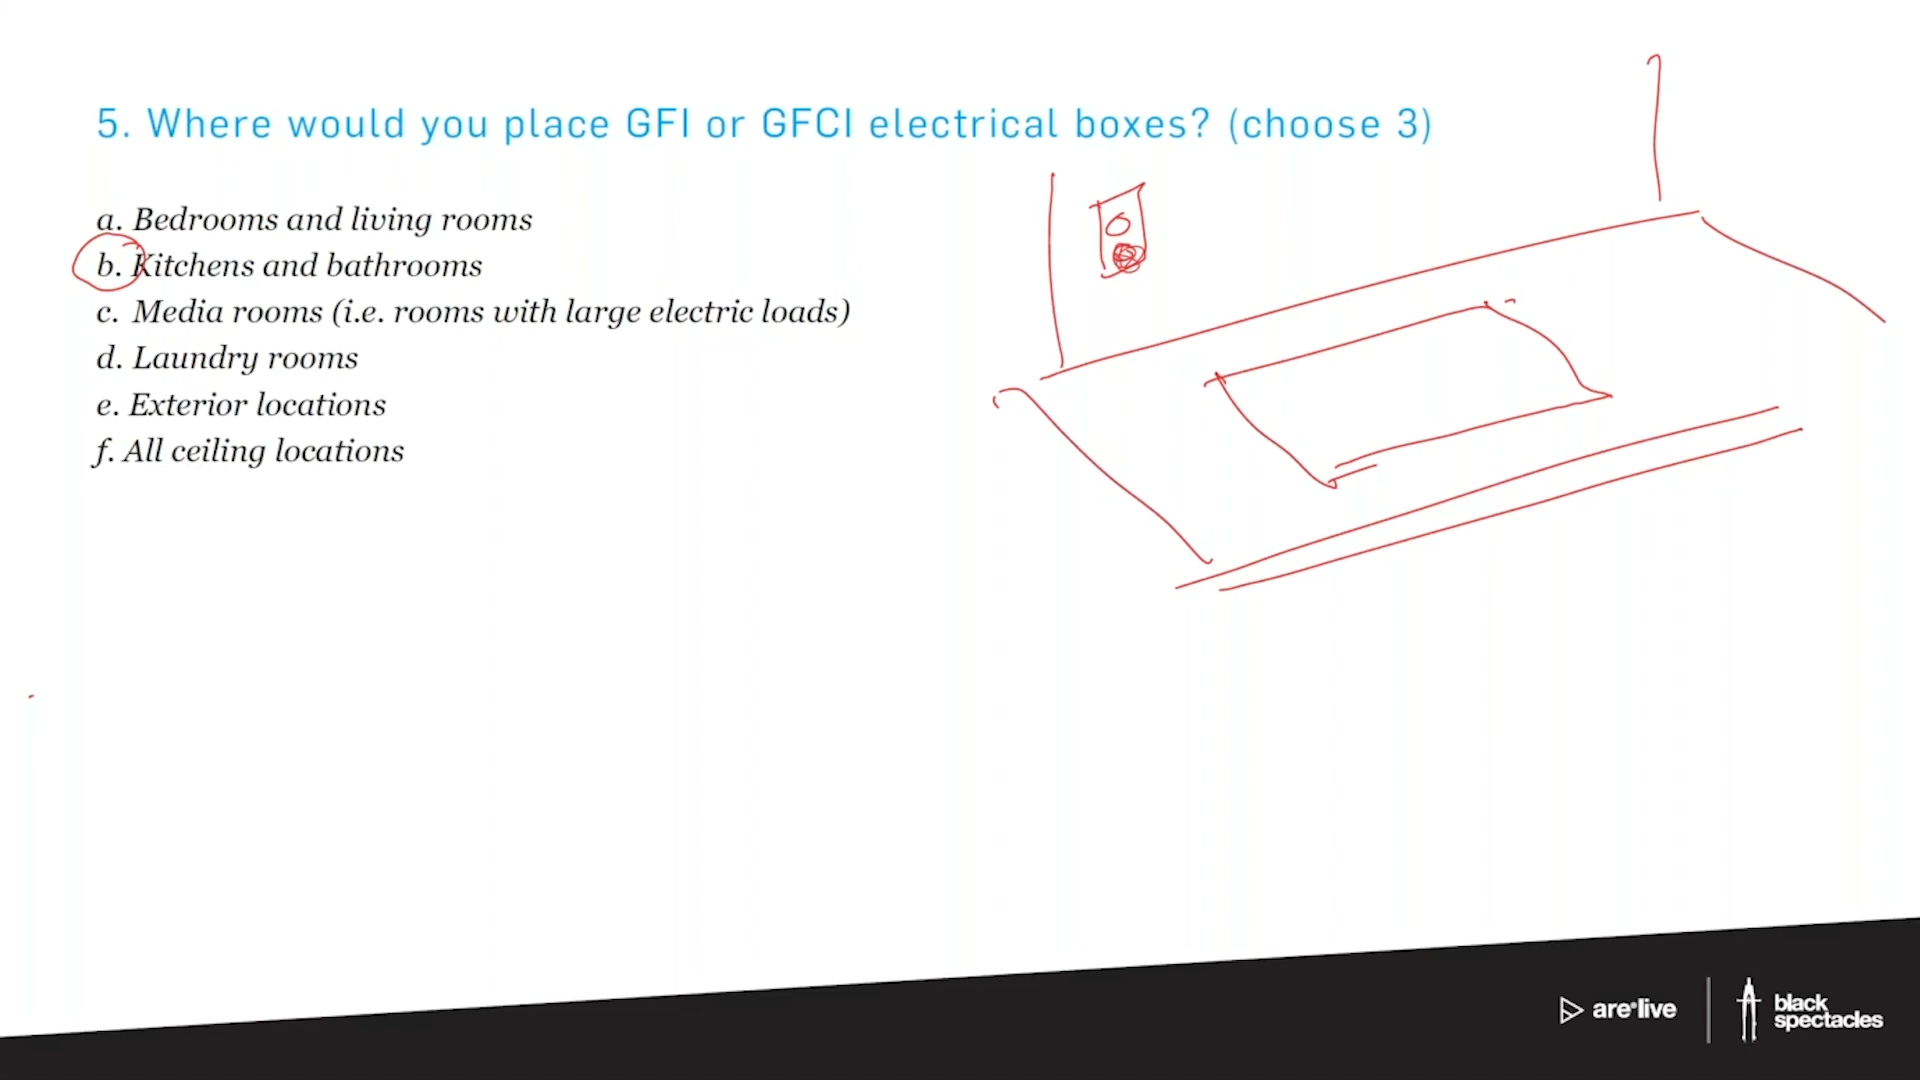 5. Where would you place GFI or GFCI electrical boxes? (choose 3)
a. Bedrooms and living rooms
b. Kitchens and bathrooms
c. Media rooms (i.e. rooms with large electric loads)
d. Laundry rooms
e. Exterior locations
f. All ceiling locations
are•live
black
spectacles